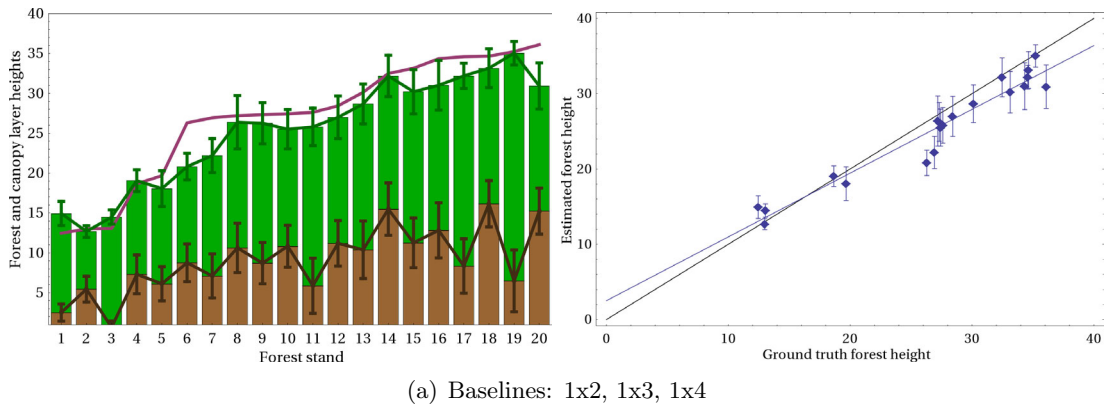 40
35
30
25
20
15
10
5
Forest and canopy layer heights
1 2 3 4 5 6 7 8 9 10 11 12 13 14 15 16 17 18 19 20
Forest stand
40
30
20
10
0
Estimated forest height
0 10 20 30 40
Ground truth forest height
(a) Baselines: 1x2, 1x3, 1x4